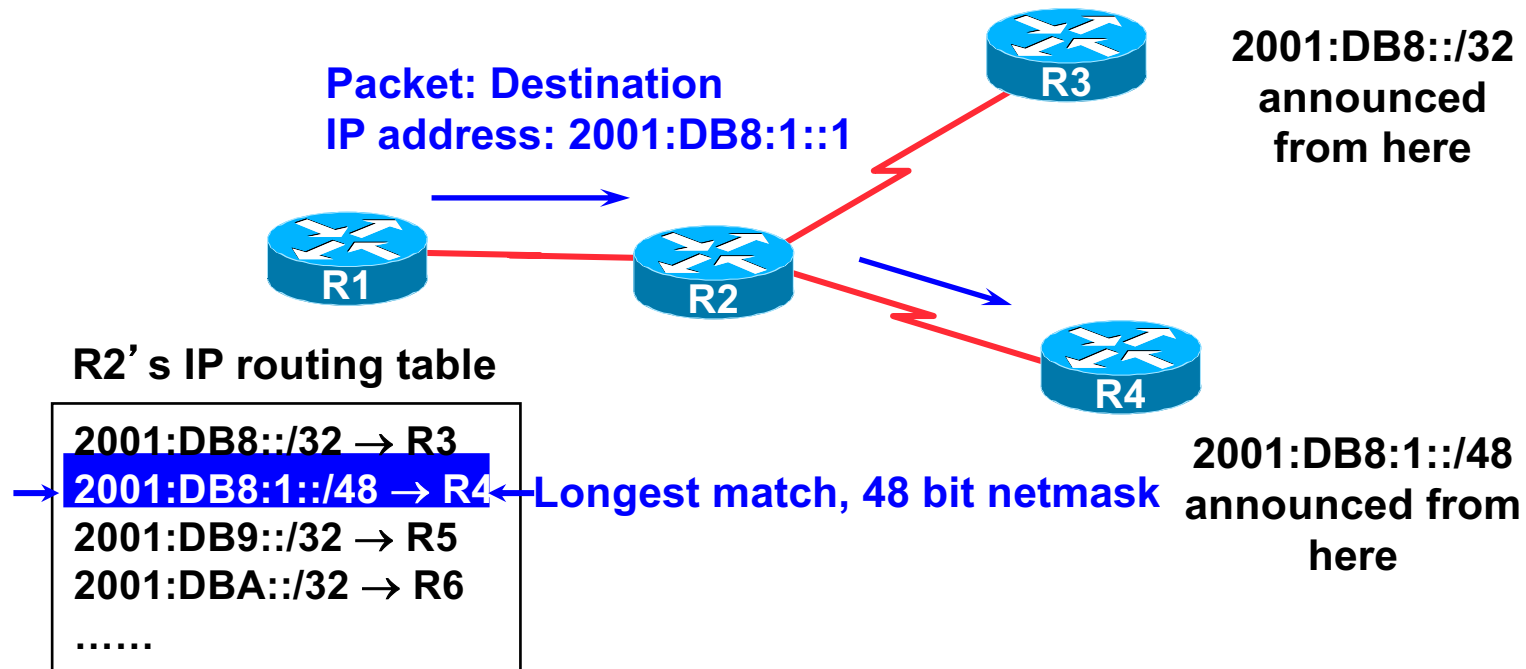 Packet: Destination
IP address: 2001:DB8:1::1
R3
2001:DB8::/32
announced
from here
R1
R2
R4
2001:DB8:1::/48
announced from
here
R2’s IP routing table
2001:DB8::/32 → R3
2001:DB8:1::/48 → R4
Longest match, 48 bit netmask
2001:DB9::/32 → R5
2001:DBA::/32 → R6
……